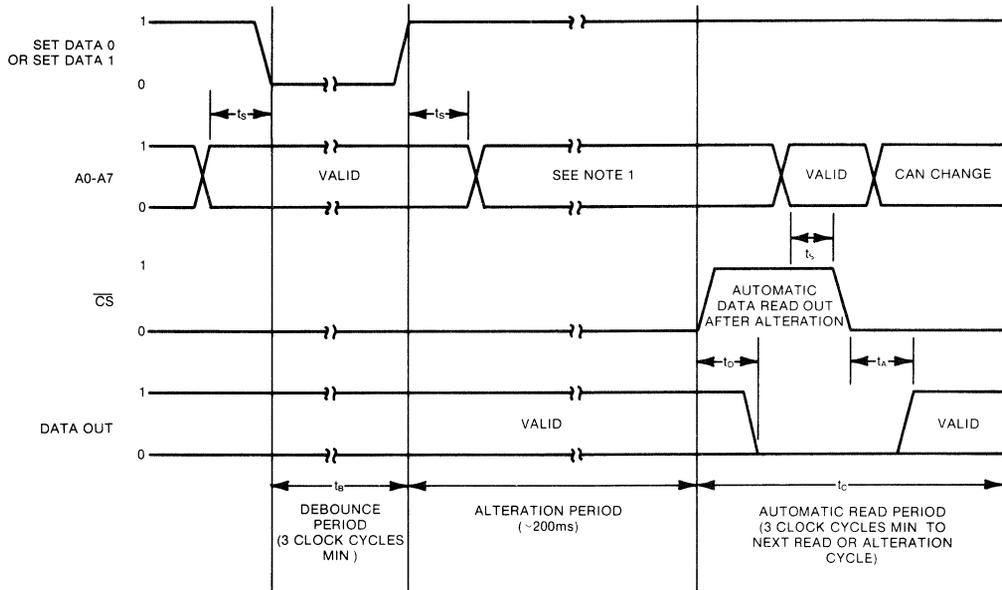 SET DATA 0
OR SET DATA 1
1
0
ts
ts
A0-A7
1
0
VALID
SEE NOTE 1
VALID
CAN CHANGE
ts
CS
1
0
AUTOMATIC
DATA READ OUT
AFTER ALTERATION
tD
tA
DATA OUT
1
0
VALID
VALID
tB
tC
DEBOUNCE
PERIOD
(3 CLOCK CYCLES
MIN )
ALTERATION PERIOD
(~200ms)
AUTOMATIC READ PERIOD
(3 CLOCK CYCLES MIN TO
NEXT READ OR ALTERATION
CYCLE)